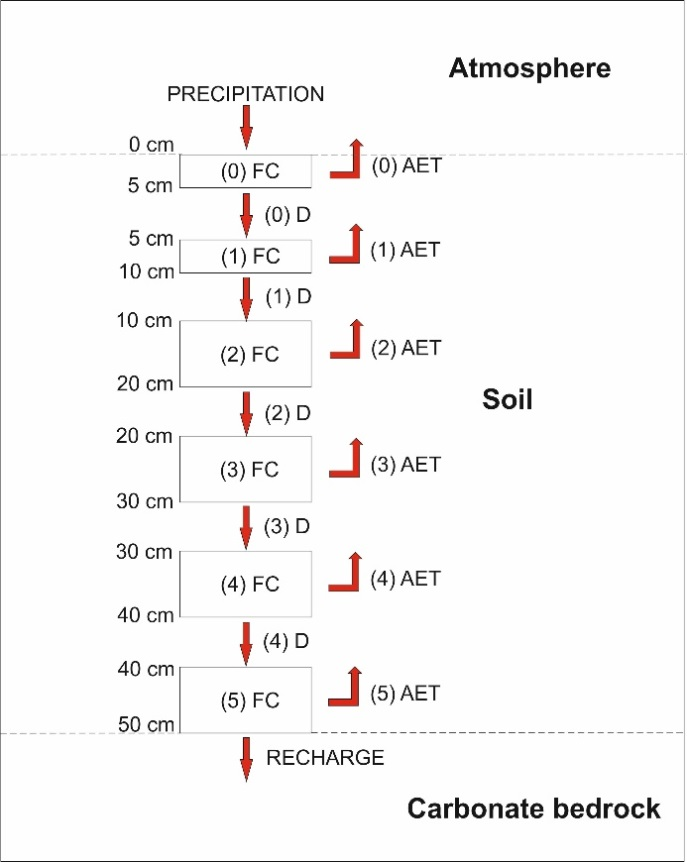 Atmosphere
PRECIPITATION
0 cm
(0) FC
(0) AET
5 cm
(0) D
5 cm
(1) FC
(1) AET
10 cm
(1) D
10 cm
(2) FC
(2) AET
20 cm
Soil
(2) D
20 cm
(3) FC
(3) AET
30 cm
(3) D
30 cm
(4) FC
(4) AET
40 cm
(4) D
40 cm
(5) FC
(5) AET
50 cm
RECHARGE
Carbonate bedrock